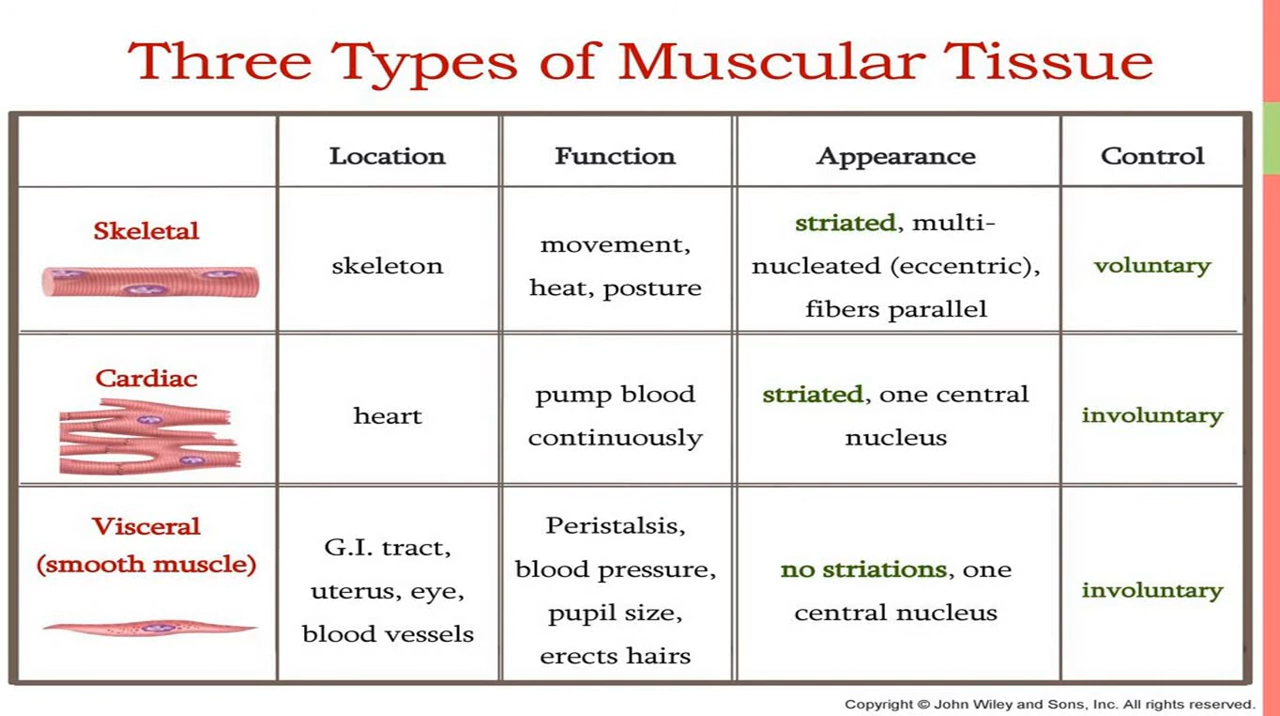 Three Types of Muscular Tissue
Location
Function
Appearance
Control
Skeletal
skeleton
movement,
heat, posture
striated, multi-
nucleated (eccentric),
fibers parallel
voluntary
Cardiac
heart
pump blood
continuously
striated, one central
nucleus
involuntary
Visceral
(smooth muscle)
G.I. tract,
uterus, eye,
blood vessels
Peristalsis,
blood pressure,
pupil size,
erects hairs
no striations, one
central nucleus
involuntary
Copyright © John Wiley and Sons, Inc. All rights reserved.